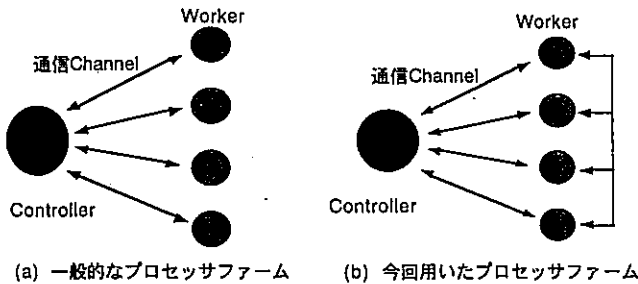 Worker
通信Channel
Controller
(a) 一般的なプロセッサファーム
Worker
通信Channel
Controller
(b) 今回用いたプロセッサファーム